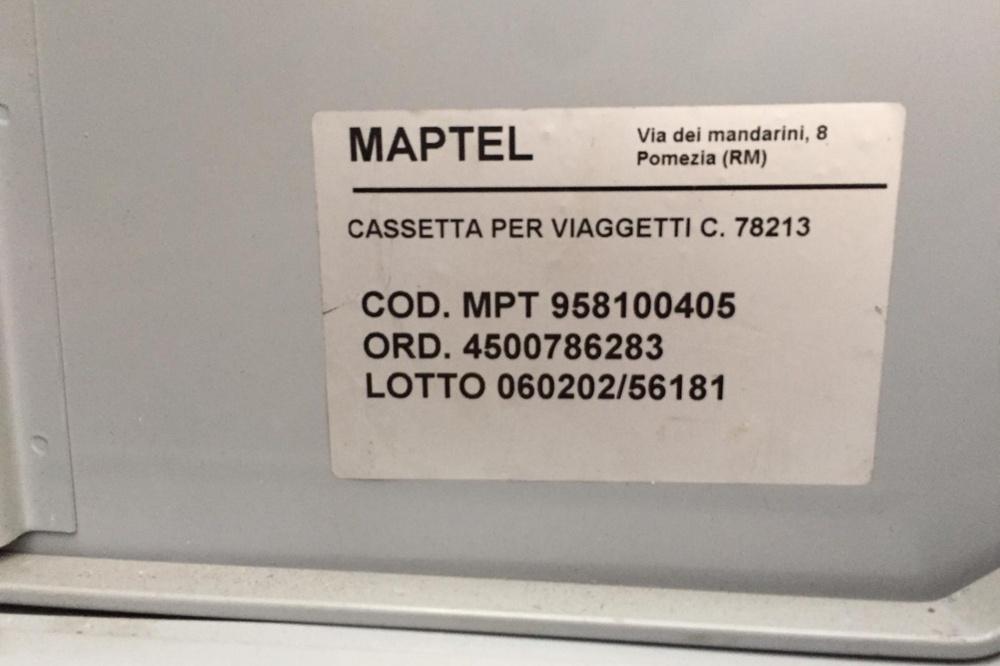 MAPTEL
Via dei mandarini, 8
Pomezia (RM)
CASSETTA PER VIAGGETTI C. 78213
COD. MPT 958100405
ORD. 4500786283
LOTTO 060202/56181